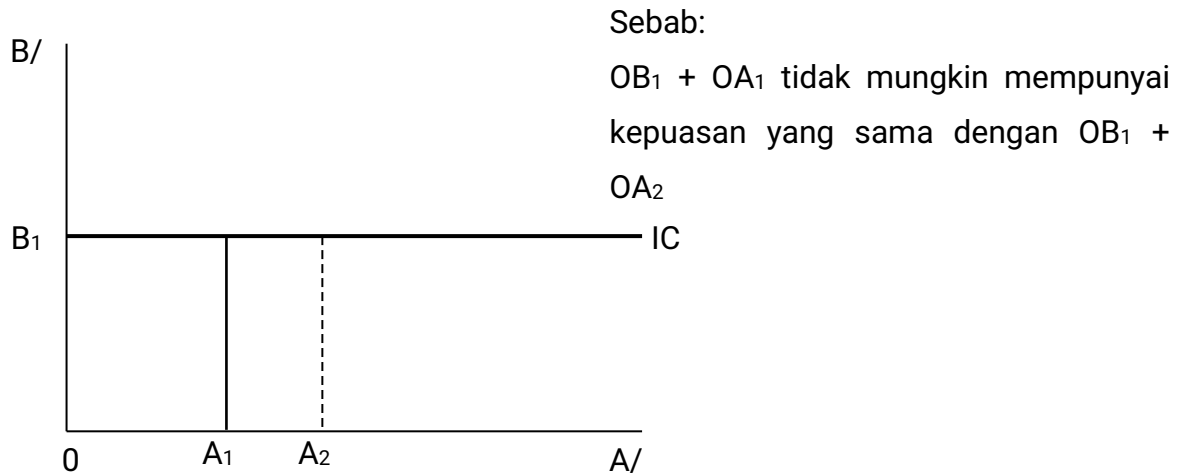 Sebab:
B/
OB₁ + OA₁ tidak mungkin mempunyai
kepuasan yang sama dengan OB₁ +
OA₂
B₁
IC
0
A₁
A₂
A/